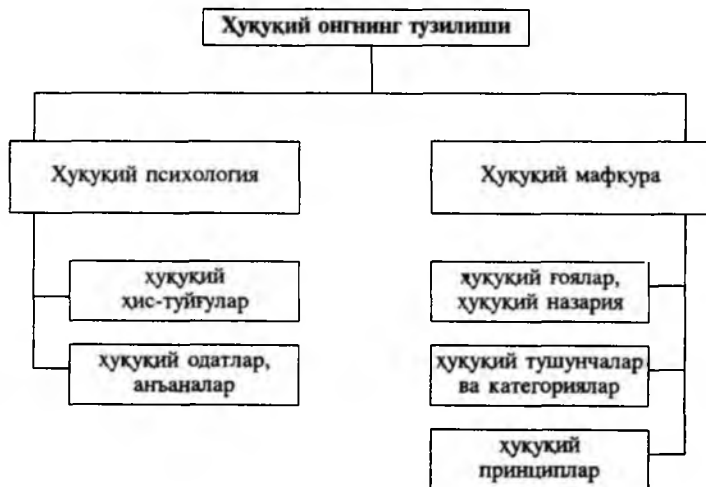 Ҳуқуқий онгнинг тузилиши
Ҳуқуқий психология
Ҳуқуқий мафкура
ҳуқуқий
ҳис-туйғулар
ҳуқуқий одатлар,
анъаналар
ҳуқуқий ғоялар,
ҳуқуқий назария
ҳуқуқий тушунчалар
ва категориялар
ҳуқуқий
принциплар